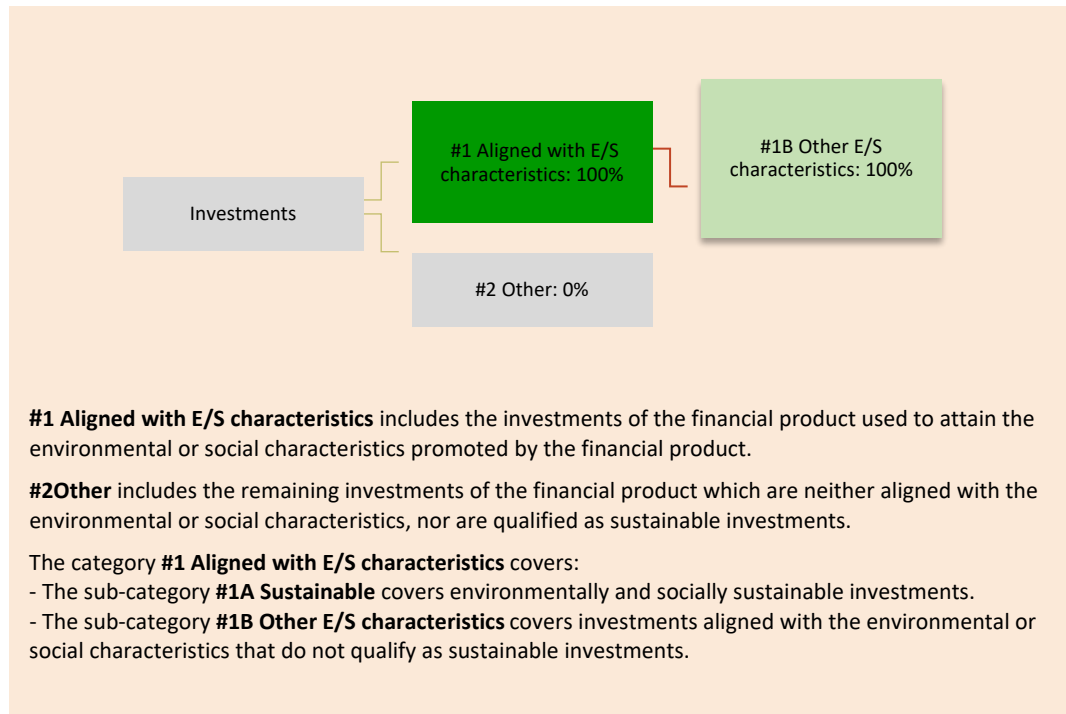 #1 Aligned with E/S
characteristics: 100%
#1B Other E/S
characteristics: 100%
Investments
#2 Other: 0%
#1 Aligned with E/S characteristics includes the investments of the financial product used to attain the
environmental or social characteristics promoted by the financial product.
#2Other includes the remaining investments of the financial product which are neither aligned with the
environmental or social characteristics, nor are qualified as sustainable investments.
The category #1 Aligned with E/S characteristics covers:
- The sub-category #1A Sustainable covers environmentally and socially sustainable investments.
- The sub-category #1B Other E/S characteristics covers investments aligned with the environmental or
social characteristics that do not qualify as sustainable investments.